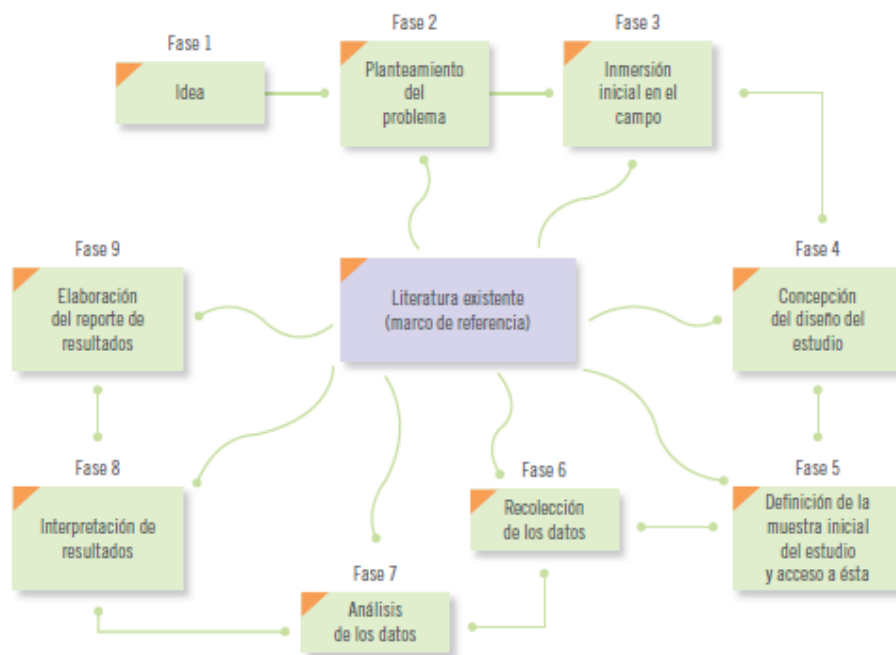 Fase 1
Idea
Fase 2
Planteamiento
del
problema
Fase 3
Inmersión
inicial en el
campo
Fase 9
Elaboración
del reporte de
resultados
Literatura existente
(marco de referencia)
Fase 4
Concepción
del diseño del
estudio
Fase 8
Interpretación de
resultados
Fase 7
Análisis
de los datos
Fase 6
Recolección
de los datos
Fase 5
Definición de la
muestra inicial
del estudio
y acceso a ésta